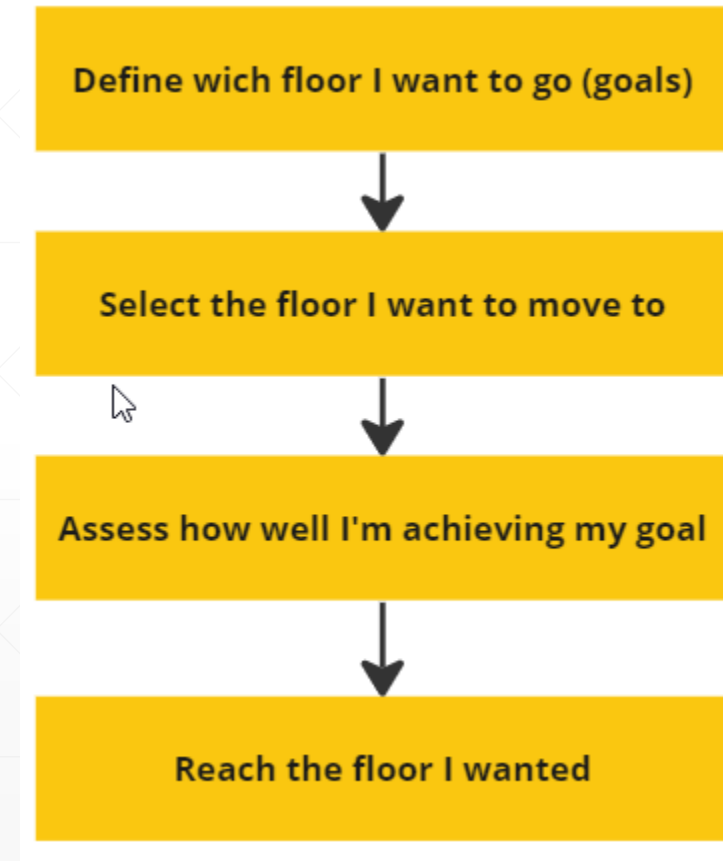 Define wich floor I want to go (goals)
Select the floor I want to move to
Assess how well I'm achieving my goal
Reach the floor I wanted